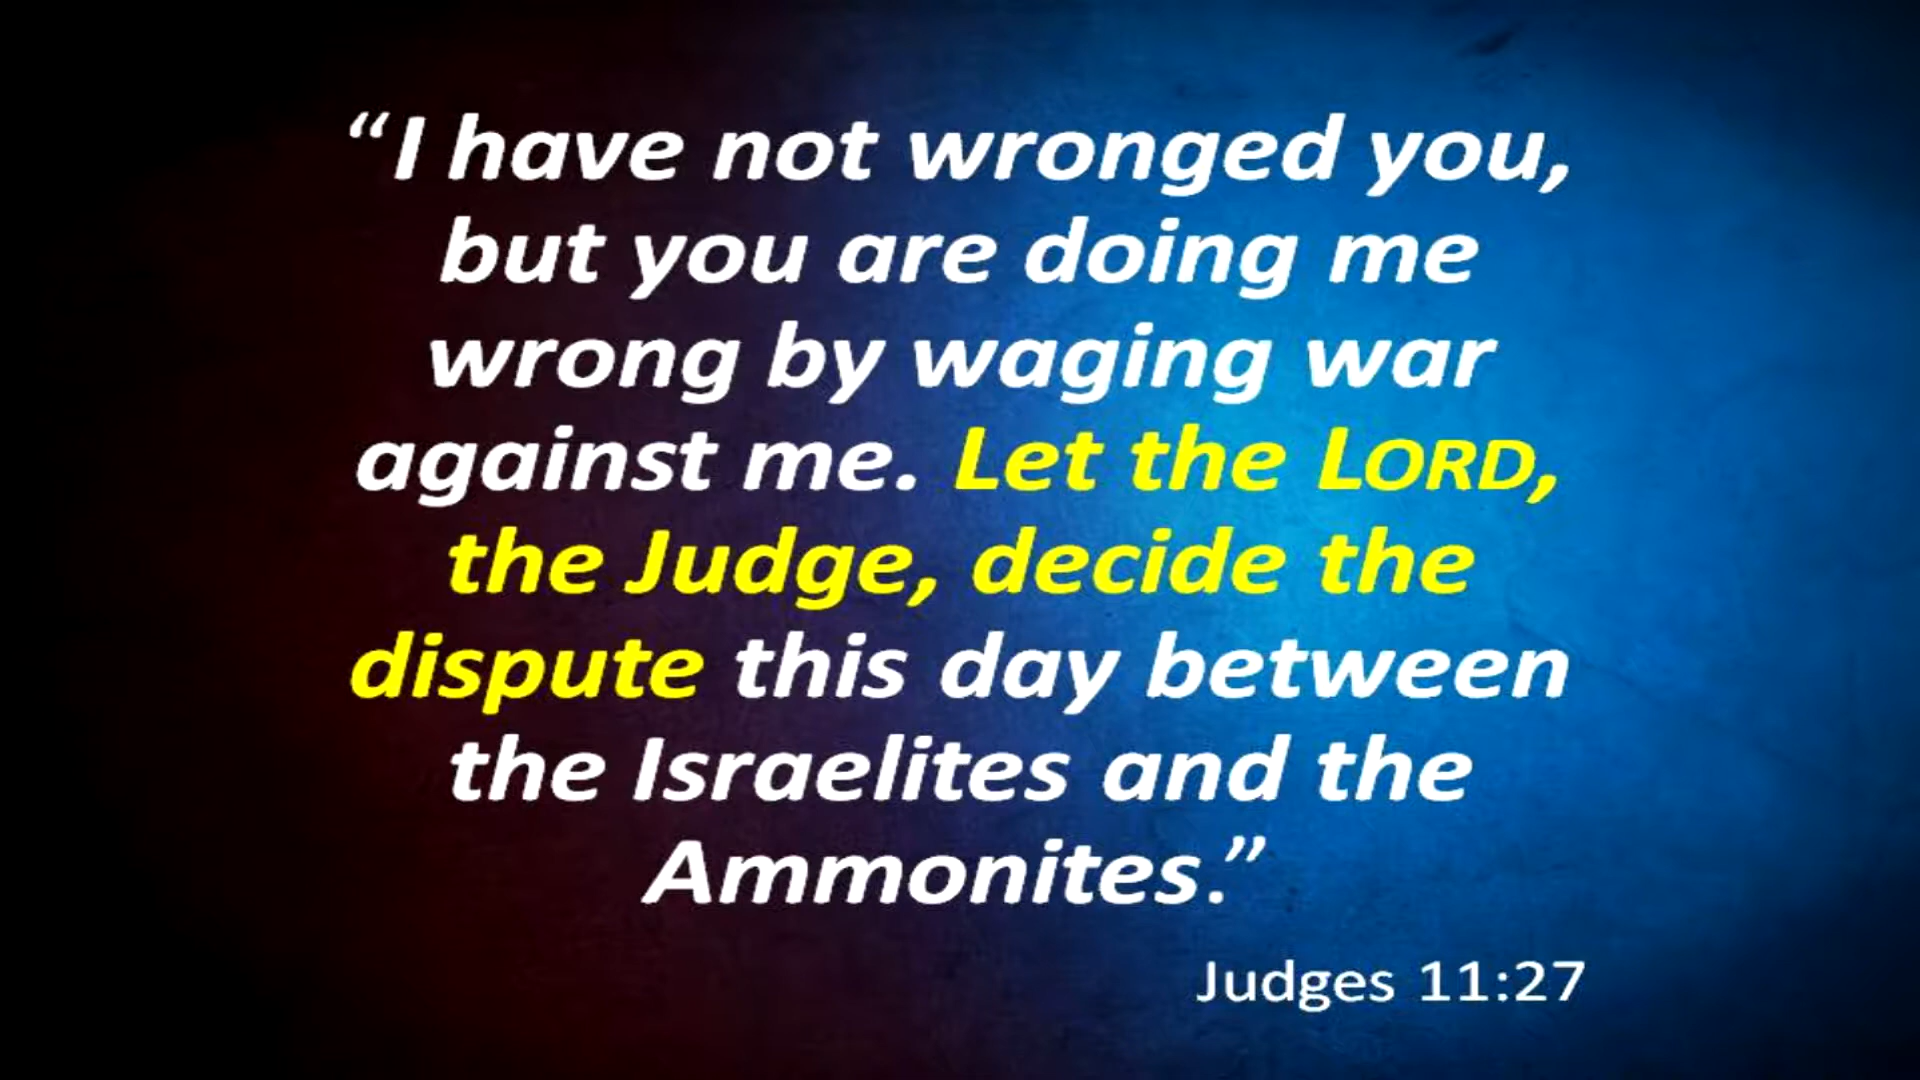 “I have not wronged you,
but you are doing me
wrong by waging war
against me. Let the LORD,
the Judge, decide the
dispute this day between
the Israelites and the
Ammonites.”
Judges 11:27